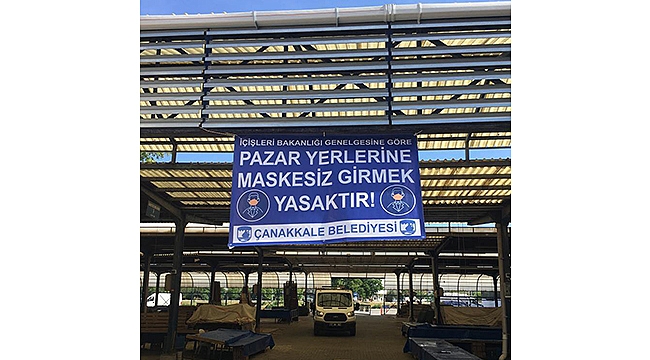 İÇİŞLERİ BAKANLIĞI GENELGESİNE GÖRE
PAZAR YERLERİNE
MASKESİZ GİRMEK
YASAKTIR!
ÇANAKKALE BELEDİYESİ